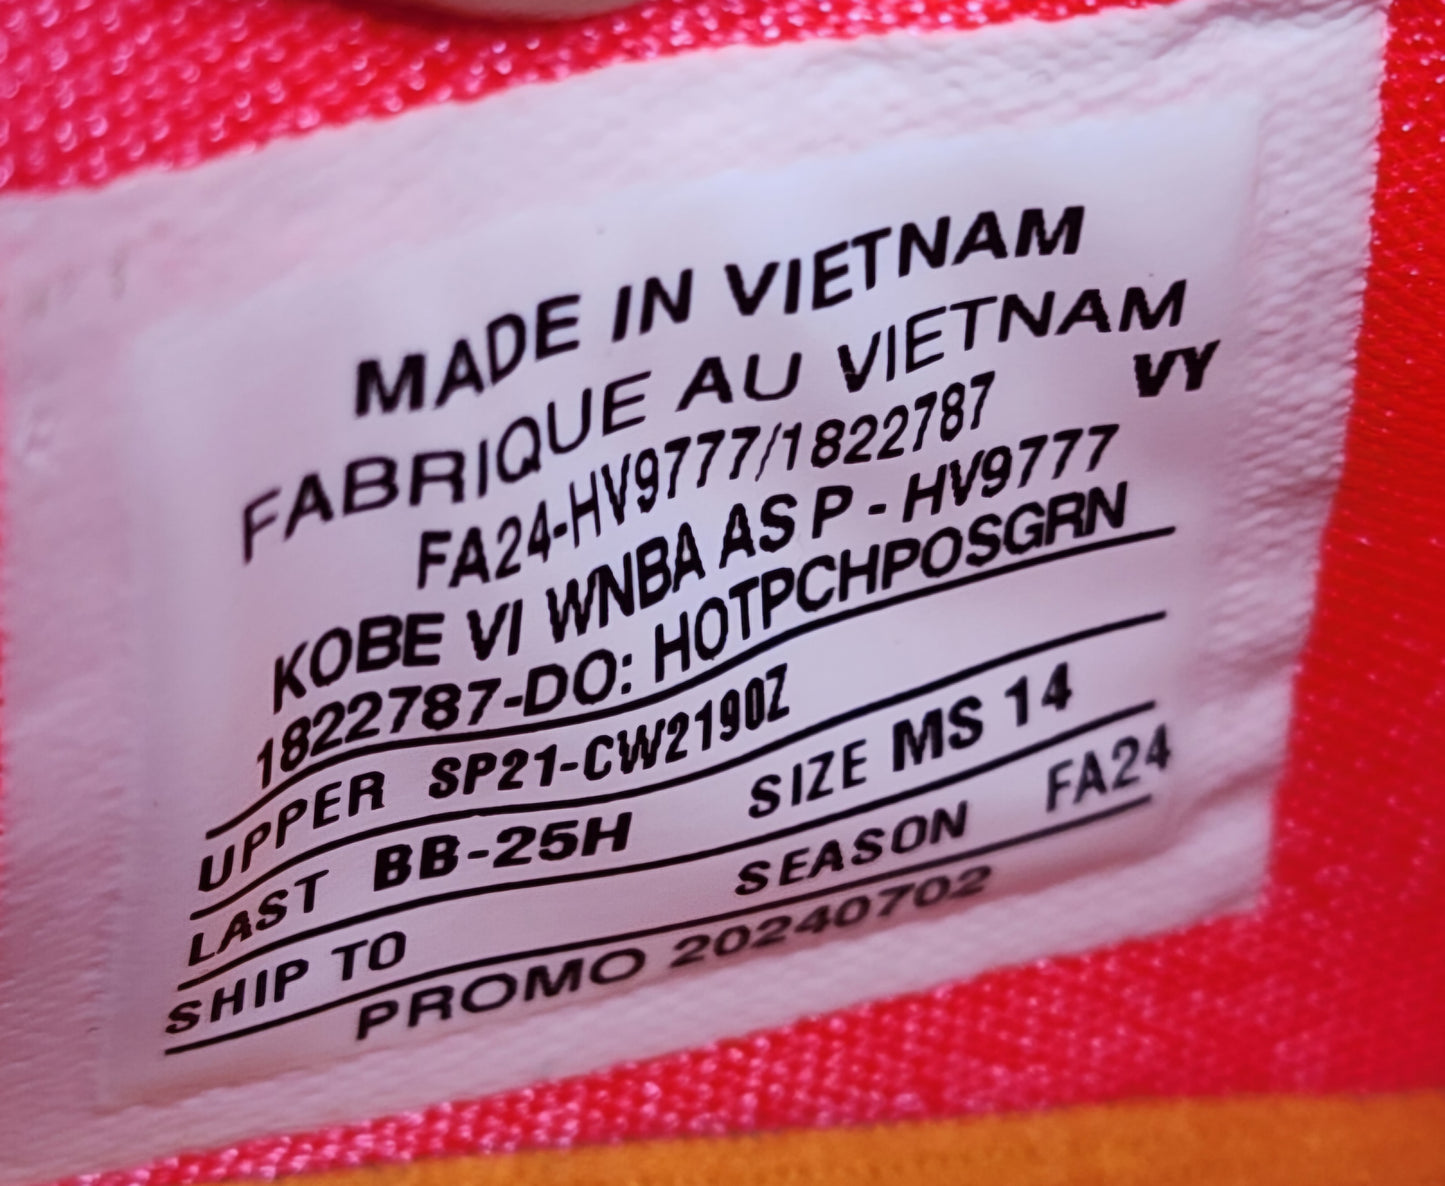 MADE IN VIETNAM
FABRIQUE AU VIETNAM
VY
FA24-HV9777/1822787
KOBE VI WNBA AS P - HV9777
1822787-DO: HOTPCHPOSGRN
UPPER SP21-CW2190Z
LAST BB-25H SIZE MS 14
SHIP TO SEASON FA24
PROMO 20240702